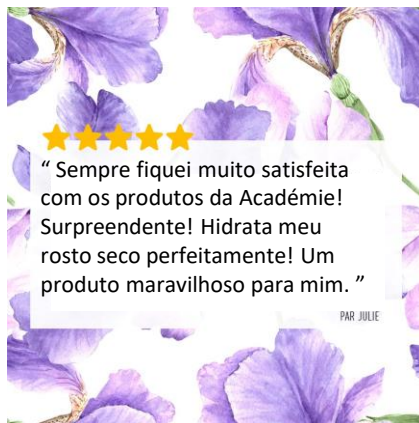 “ Sempre fiquei muito satisfeita
com os produtos da Académie!
Surpreendente! Hidrata meu
rosto seco perfeitamente! Um
produto maravilhoso para mim. ”
PAR JULIE